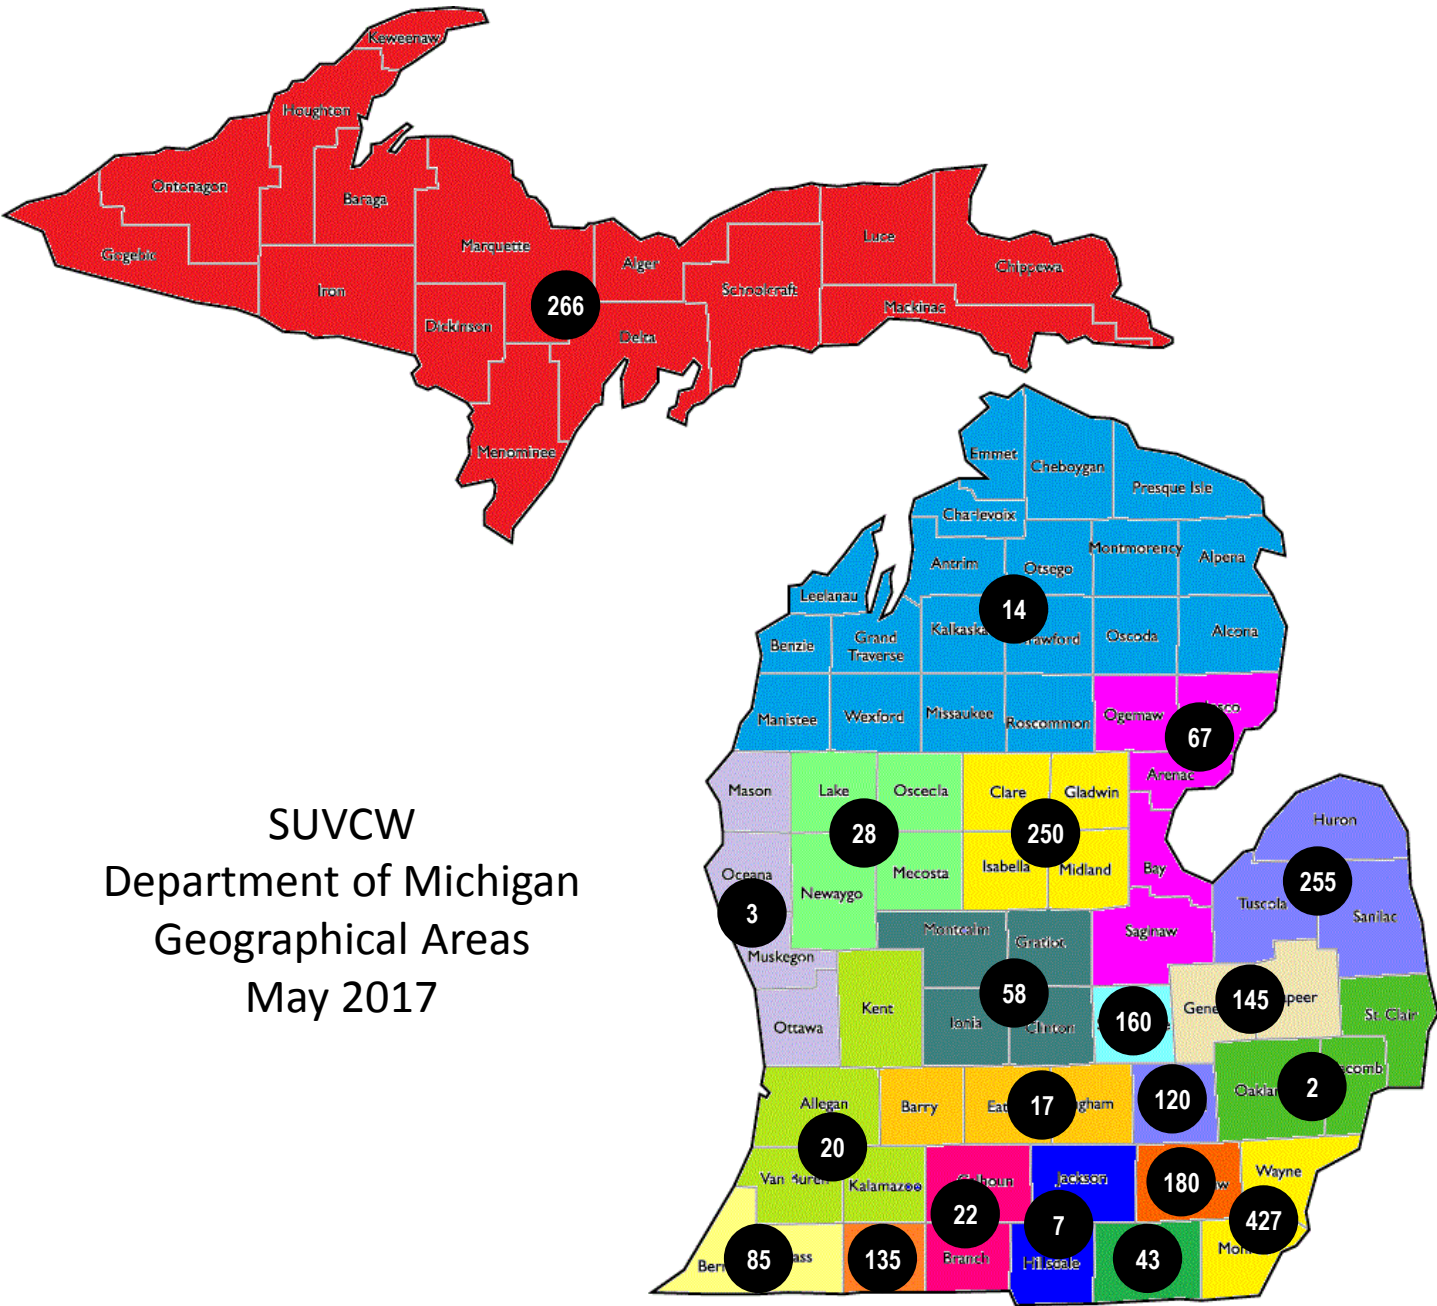 Keweenaw
Houghton
Ontonagon
Baraga
Gogebic
Marquette
Iron
Alger
Luce
Chippewa
Schoolcraft
Mackinac
266
Dickinson
Delta
Menominee
Emmet
Cheboygan
Presque Isle
Charlevoix
Montmorency
Alpena
Antrim
Otsego
Leelanau
14
Kalkaska
Oscoda
Alcona
Benzie
Grand
Traverse
Manistee
Wexford
Missaukee
Roscommon
Ogemaw
67
Arenac
Mason
Lake
Osceola
Clare
Gladwin
Huron
28
250
SUVCW
Department of Michigan
Geographical Areas
May 2017
Oceana
Newaygo
Mecosta
Isabella
Midland
Bay
255
Tuscola
Sanilac
3
Muskegon
Montcalm
Gratiot
Saginaw
Ottawa
Kent
58
Ionia
Clinton
160
145
St. Clair
Allegan
Barry
17
120
2
20
Van Buren
Kalamazoo
Jackson
180
Wayne
22
7
427
85
135
Branch
Hillsdale
43